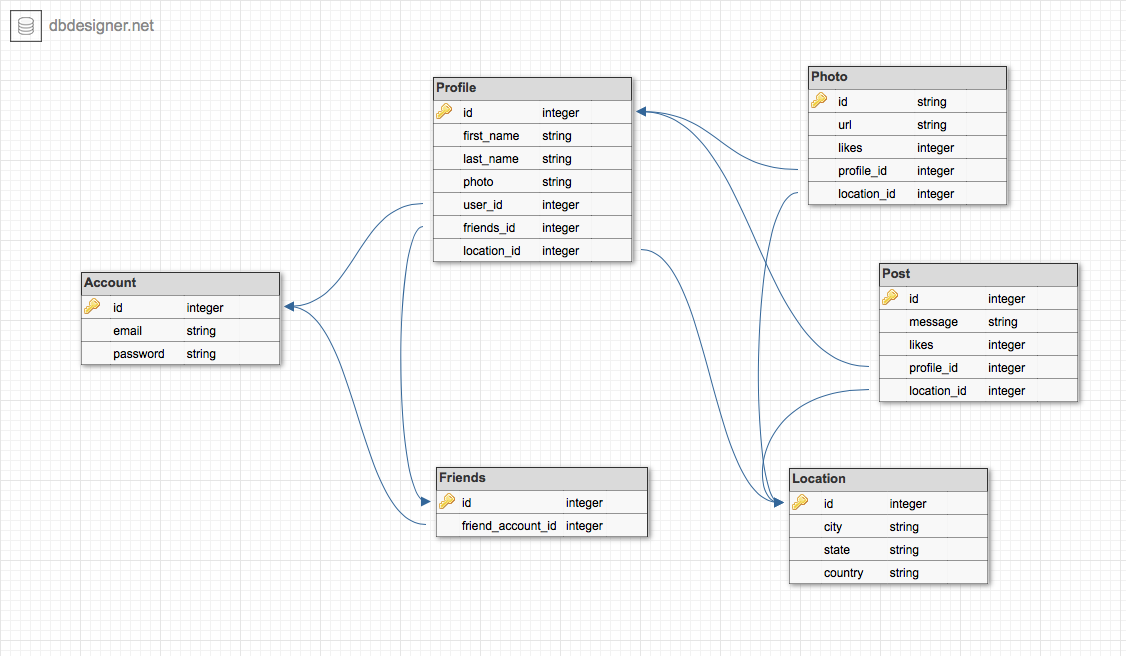 dbdesigner.net
Profile
id integer
first_name string
last_name string
photo string
user_id integer
friends_id integer
location_id integer
Photo
id string
url string
likes integer
profile_id integer
location_id integer
Account
id integer
email string
password string
Post
id integer
message string
likes integer
profile_id integer
location_id integer
Friends
id integer
friend_account_id integer
Location
id integer
city string
state string
country string